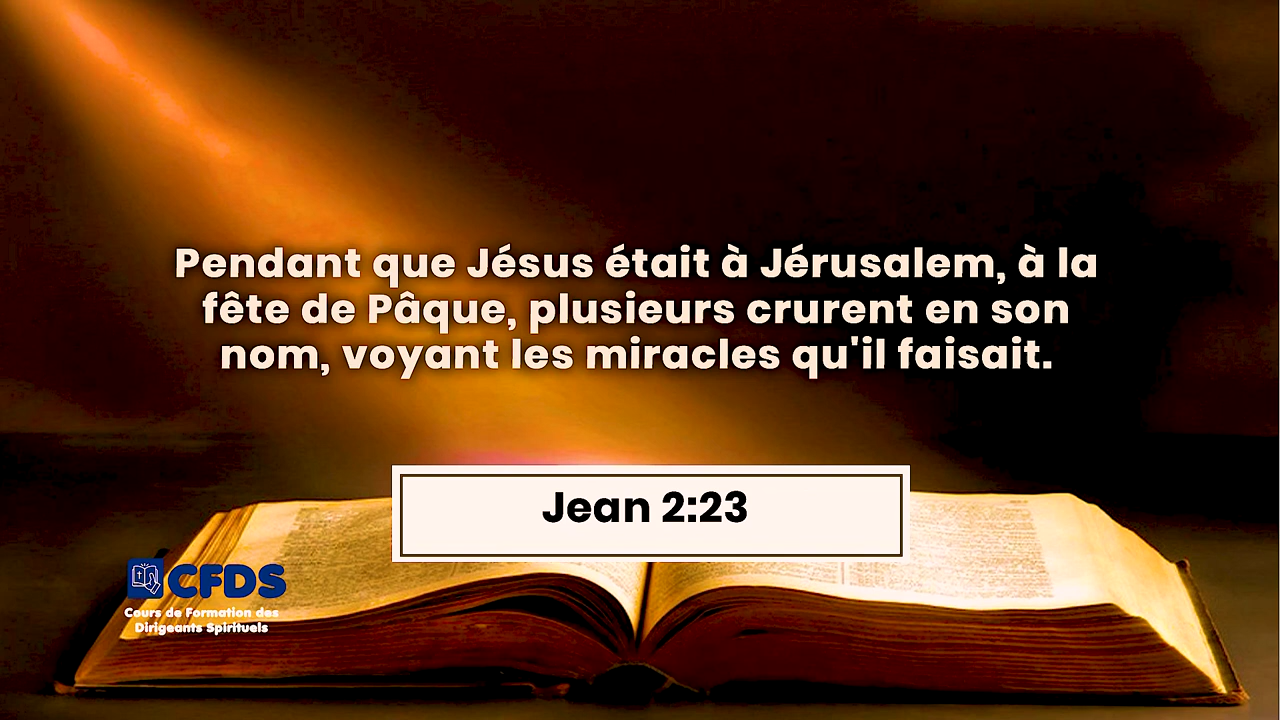 Pendant que Jésus était à Jérusalem, à la
fête de Pâque, plusieurs crurent en son
nom, voyant les miracles qu'il faisait.
Jean 2:23
CFDS
Cours de Formation des
Dirigeants Spirituels